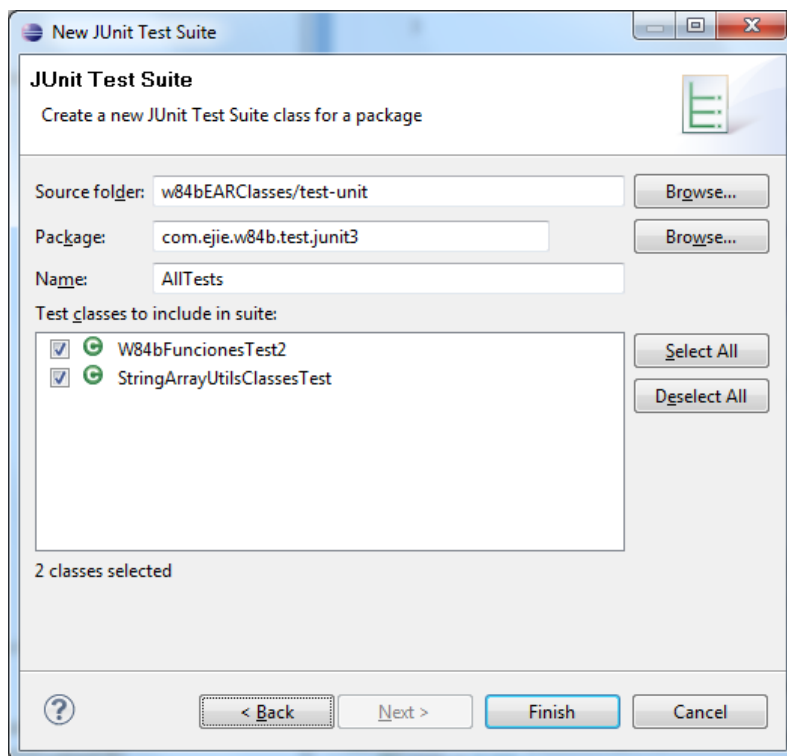 New JUnit Test Suite
JUnit Test Suite
Create a new JUnit Test Suite class for a package
Source folder: w84bEARClasses/test-unit Browse...
Package: com.ejie.w84b.test.junit3 Browse...
Name: AllTests
Test classes to include in suite:
W84bFuncionesTest2 Select All
StringArrayUtilsClassesTest
Deselect All
2 classes selected
? < Back Next > Finish Cancel